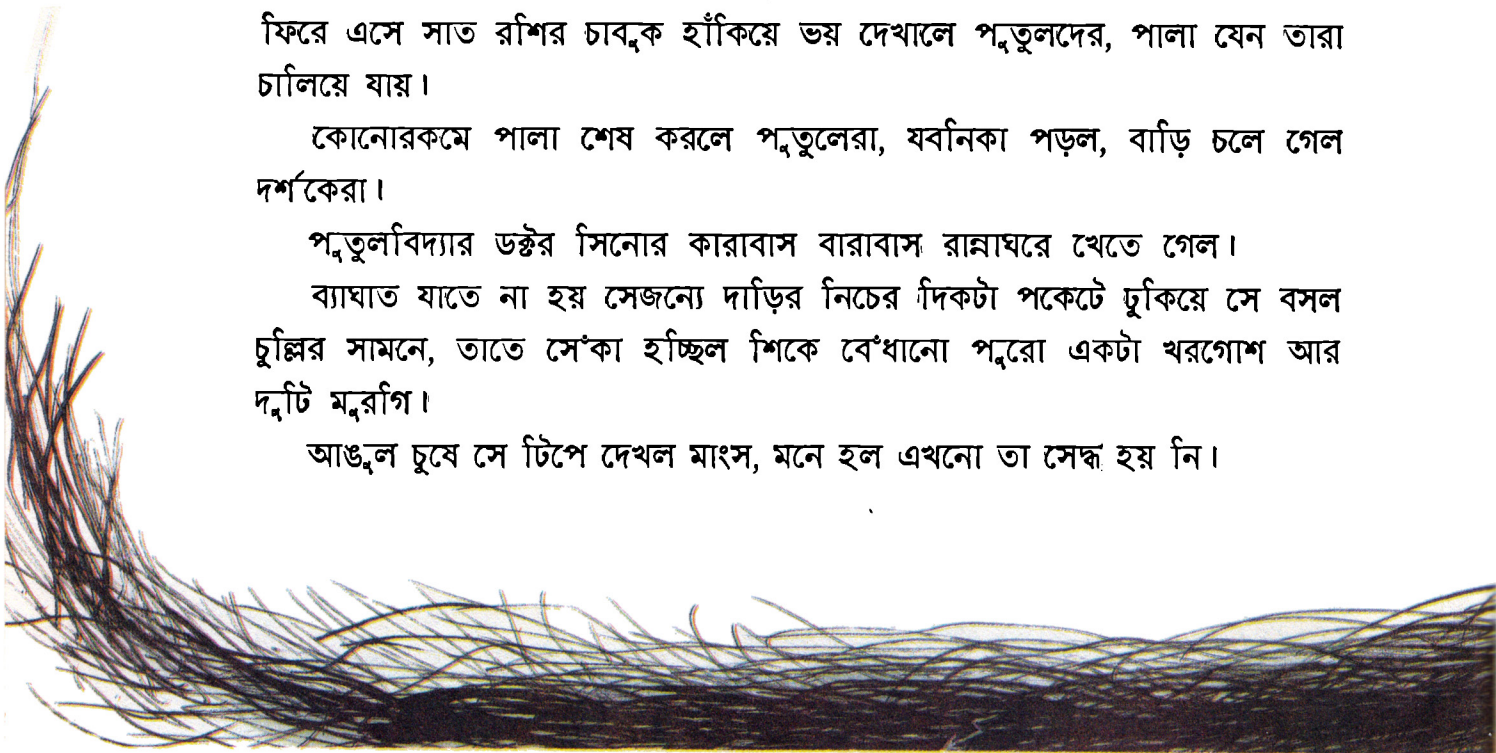 ফিরে এসে সাত রশির চাবুক হাঁকিয়ে ভয় দেখালে পুতুলদের, পালা যেন তারা
চালিয়ে যায়।
কোনোরকমে পালা শেষ করলে পুতুলেরা, যবনিকা পড়ল, বাড়ি চলে গেল
দর্শকেরা।
পুতুলবিদ্যার ডক্টর সিনোর কারাবাস বারাবাস রান্নাঘরে খেতে গেল।
ব্যাঘাত যাতে না হয় সেজন্যে দাড়ির নিচের দিকটা পকেটে ঢুকিয়ে সে বসল
চুল্লির সামনে, তাতে সেঁকা হচ্ছিল শিকে বেঁধানো পুরো একটা খরগোশ আর
দুটি মুরগি।
আঙুল চুষে সে টিপে দেখল মাংস, মনে হল এখনো তা সেদ্ধ হয় নি।